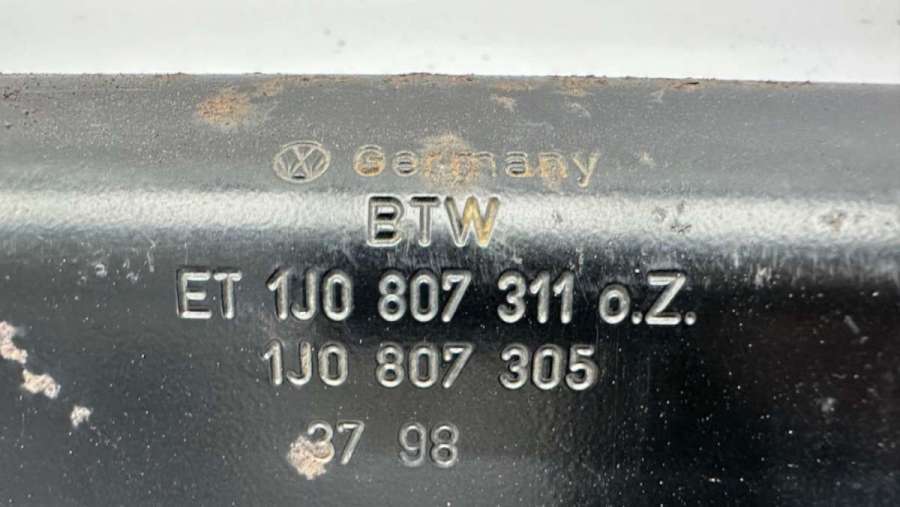 Germany
BTW
ET 1J0 807 311 o.Z.
1J0 807 305
37 98